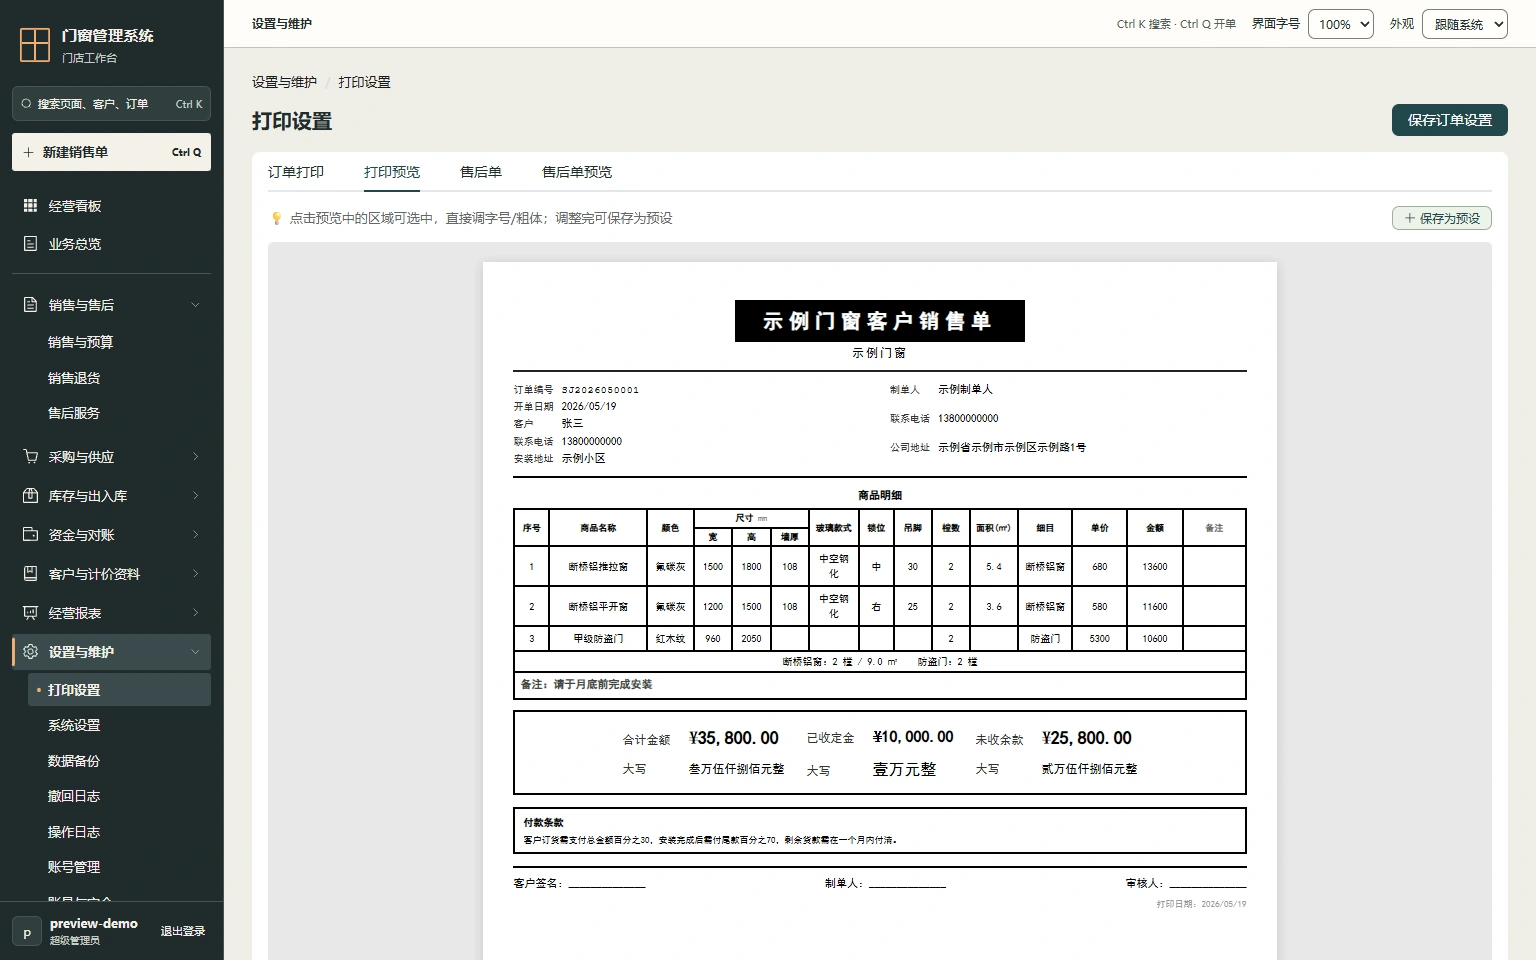 门窗管理系统
门店工作台
搜索页面、客户、订单 Ctrl K
新建销售单 Ctrl Q
经营看板
业务总览
销售与售后
销售与预算
销售退货
售后服务
采购与供应
库存与出入库
资金与对账
客户与计价资料
经营报表
设置与维护
打印设置
系统设置
数据备份
撤回日志
操作日志
账号管理
p preview-demo
超级管理员
退出登录
设置与维护
Ctrl K 搜索 · Ctrl Q 开单 界面字号 100% 外观 跟随系统
设置与维护 / 打印设置
打印设置
保存订单设置
订单打印 打印预览 售后单 售后单预览
💡 点击预览中的区域可选中，直接调字号/粗体；调整完可保存为预设
保存为预设
示例门窗客户销售单
示例门窗
订单编号 SJ2026050001
开单日期 2026/05/19
客户 张三
联系电话 13800000000
安装地址 示例小区
制单人 示例制单人
联系电话 13800000000
公司地址 示例省示例市示例区示例路1号
商品明细
序号 商品名称 颜色 尺寸 mm 玻璃款式 锁位 吊脚 樘数 面积(㎡) 细目 单价 金额 备注
宽 高 墙厚
1 断桥铝推拉窗 氟碳灰 1500 1800 108 中空钢化 中 30 2 5.4 断桥铝窗 680 13600
2 断桥铝平开窗 氟碳灰 1200 1500 108 中空钢化 右 25 2 3.6 断桥铝窗 580 11600
3 甲级防盗门 红木纹 960 2050 2 防盗门 5300 10600
断桥铝窗：2 樘 / 9.0 ㎡ 防盗门：2 樘
备注：请于月底前完成安装
合计金额 ¥35,800.00 已收定金 ¥10,000.00 未收余款 ¥25,800.00
大写 叁万伍仟捌佰元整 大写 壹万元整 大写 贰万伍仟捌佰元整
付款条款
客户订货需支付总金额百分之30，安装完成后需付尾款百分之70，剩余货款需在一个月内付清。
客户签名：______________ 制单人：______________ 审核人：______________
打印日期：2026/05/19